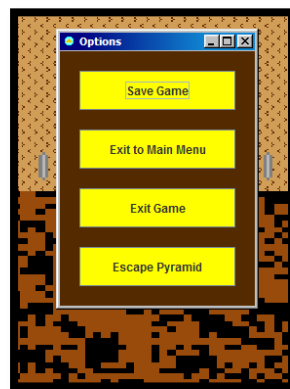 Options
Save Game
Exit to Main Menu
Exit Game
Escape Pyramid